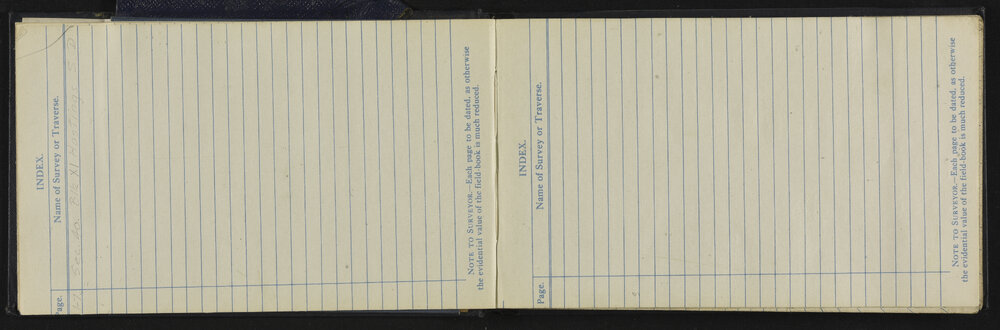 INDEX.
Page. Name of Survey or Traverse.
NOTE TO SURVEYOR.—Each page to be dated, as otherwise
the evidential value of the field-book is much reduced.
INDEX.
Page. Name of Survey or Traverse.
NOTE TO SURVEYOR.—Each page to be dated, as otherwise
the evidential value of the field-book is much reduced.